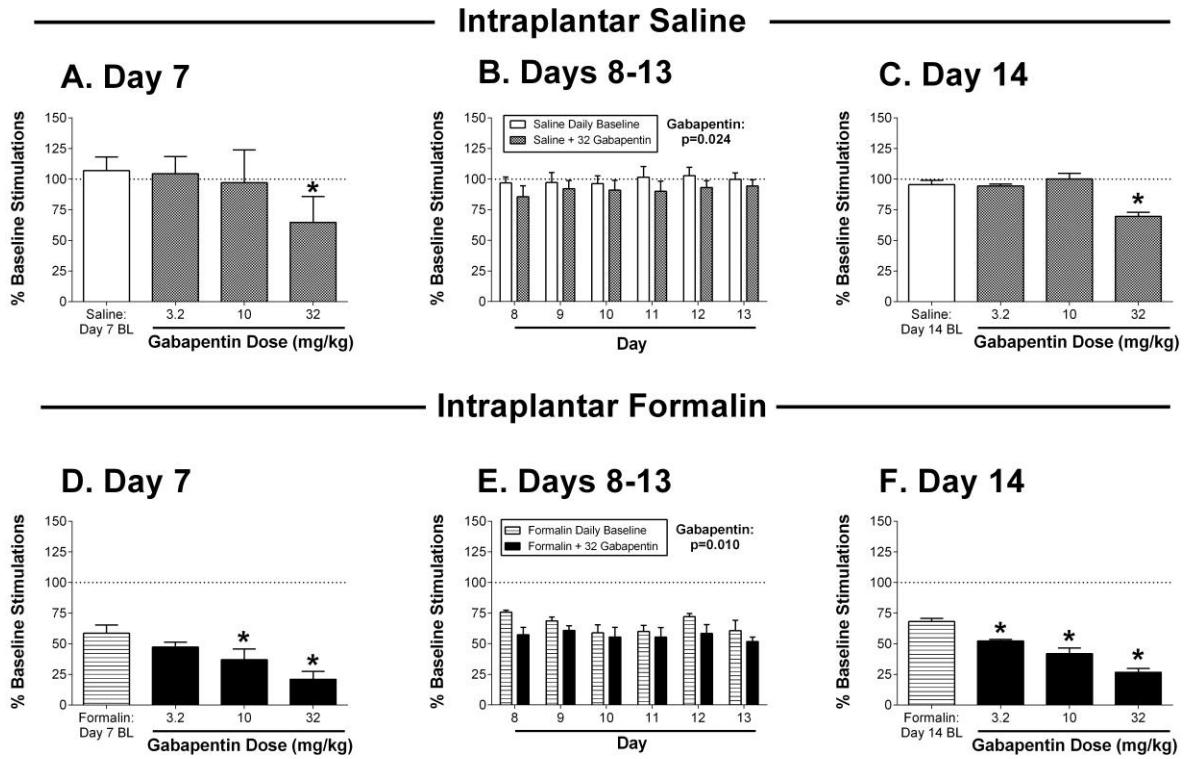 Intraplantar Saline
A. Day 7
% Baseline Stimulations
150
125
100
75
50
25
0
*
Saline:
Day 7 BL
3.2
10
32
Gabapentin Dose (mg/kg)
B. Days 8-13
% Baseline Stimulations
150
125
100
75
50
25
0
Saline Daily Baseline
Saline + 32 Gabapentin
Gabapentin:
p=0.024
8
9
10
11
12
13
Day
C. Day 14
% Baseline Stimulations
150
125
100
75
50
25
0
*
Saline:
Day 14 BL
3.2
10
32
Gabapentin Dose (mg/kg)
Intraplantar Formalin
D. Day 7
% Baseline Stimulations
150
125
100
75
50
25
0
*
*
Formalin:
Day 7 BL
3.2
10
32
Gabapentin Dose (mg/kg)
E. Days 8-13
% Baseline Stimulations
150
125
100
75
50
25
0
Formalin Daily Baseline
Formalin + 32 Gabapentin
Gabapentin:
p=0.010
8
9
10
11
12
13
Day
F. Day 14
% Baseline Stimulations
150
125
100
75
50
25
0
*
*
*
Formalin:
Day 14 BL
3.2
10
32
Gabapentin Dose (mg/kg)